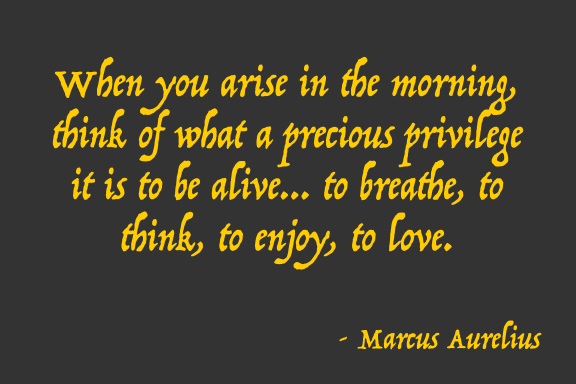 When you arise in the morning,
think of what a precious privilege
it is to be alive... to breathe, to
think, to enjoy, to love.
- Marcus Aurelius